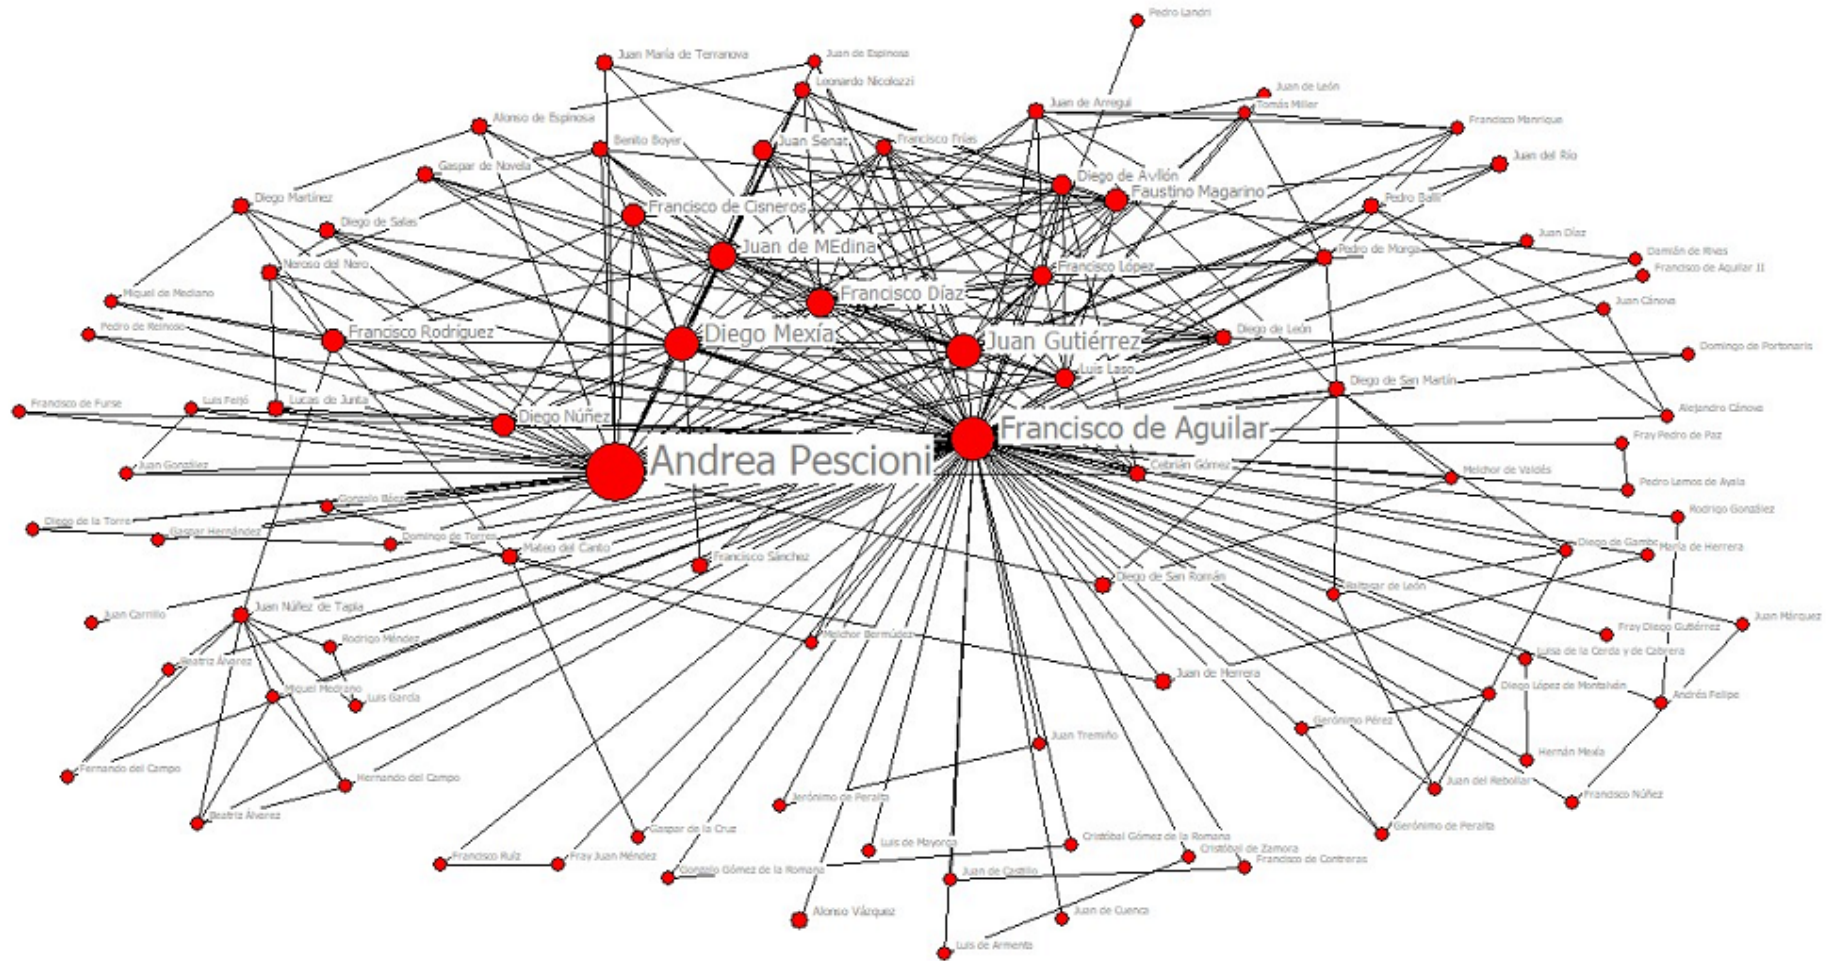 Pedro Landri
Juan María de Terranova
Juan de Espinosa
Leonardo Nicolozzi
Juan de León
Juan de Arregui
Tomás Miller
Alonso de Espinosa
Francisco Manrique
Benito Boyer
Juan Senat
Francisco Frías
Gaspar de Novela
Juan del Río
Diego de Avllón
Faustino Magarino
Diego Martínez
Pedro Balli
Francisco de Cisneros
Diego de Salas
Juan de MEdina
Juan Díaz
Pedro de Morga
Damián de Rives
Neroso del Nero
Francisco López
Francisco de Aguilar II
Miguel de Mediano
Francisco Díaz
Juan Cánova
Pedro de Reinoso
Francisco Rodríguez
Diego Mexía
Juan Gutiérrez
Diego de León
Domingo de Portonaris
Luis Laso
Diego de San Martín
Francisco de Furse
Luis Feijó
Lucas de Junta
Diego Núñez
Alejandro Cánova
Francisco de Aguilar
Fray Pedro de Paz
Andrea Pescioni
Juan González
Cebrián Gómez
Melchor de Valdés
Pedro Lemos de Ayala
Gonzalo Báez
Rodrigo González
Diego de la Torre
Gaspar Hernández
Domingo de Torres
Mateo del Canto
Francisco Sánchez
Diego de Gambo
María de Herrera
Diego de San Román
Baltasar de León
Juan Carrillo
Juan Núñez de Tapia
Juan Márquez
Fray Diego Gutiérrez
Melchor Bermúdez
Rodrigo Méndez
Luisa de la Cerda y de Cabrera
Beatriz Álvarez
Juan de Herrera
Miguel Medrano
Luis García
Diego López de Montalván
Andrés Felipe
Gerónimo Pérez
Juan Tremiño
Hernán Mexía
Fernando del Campo
Hernando del Campo
Juan del Rebollar
Francisco Núñez
Jerónimo de Peralta
Beatriz Álvarez
Gerónimo de Peralta
Gaspar de la Cruz
Cristóbal Gómez de la Romana
Luis de Mayorga
Cristóbal de Zamora
Francisco Ruíz
Fray Juan Méndez
Francisco de Contreras
Gonzalo Gómez de la Romana
Juan de Castillo
Alonso Vázquez
Juan de Cuenca
Luis de Armenta